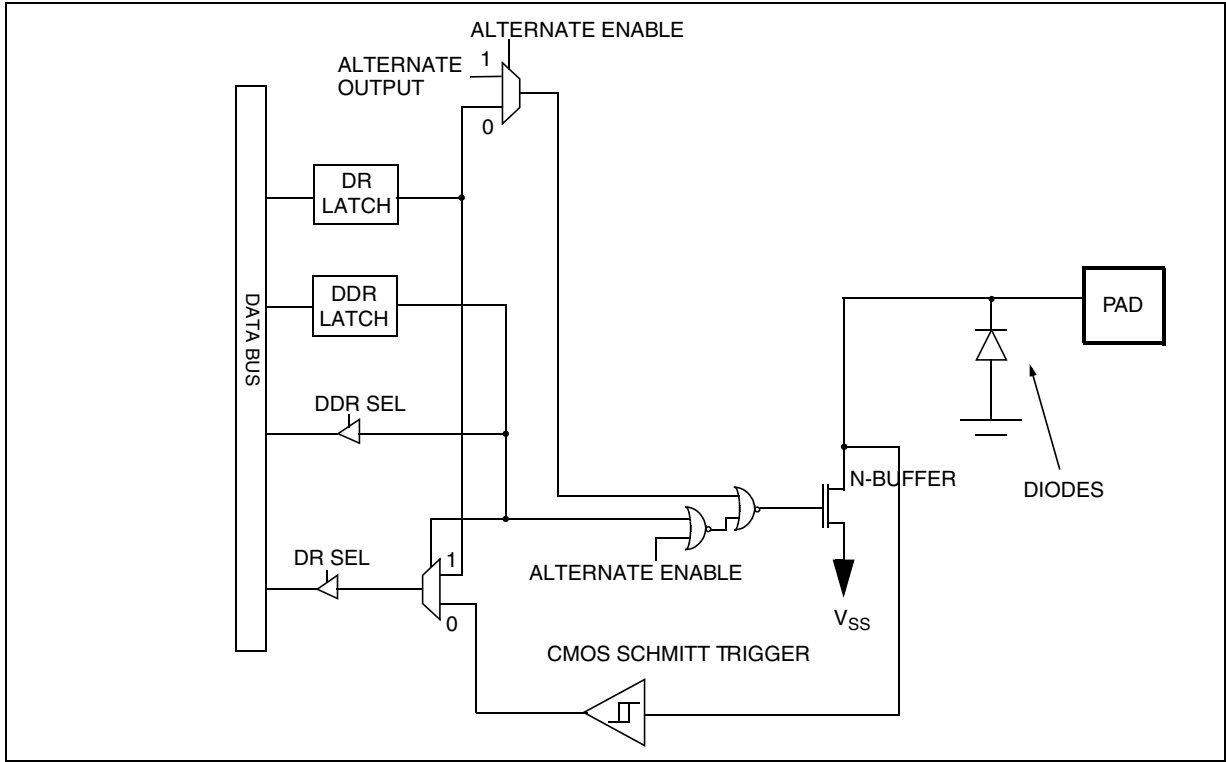 ALTERNATE ENABLE
ALTERNATE
OUTPUT
1
0
DR
LATCH
DDR
LATCH
DATA BUS
PAD
DDR SEL
N-BUFFER
DIODES
DR SEL
1
0
ALTERNATE ENABLE
VSS
CMOS SCHMITT TRIGGER